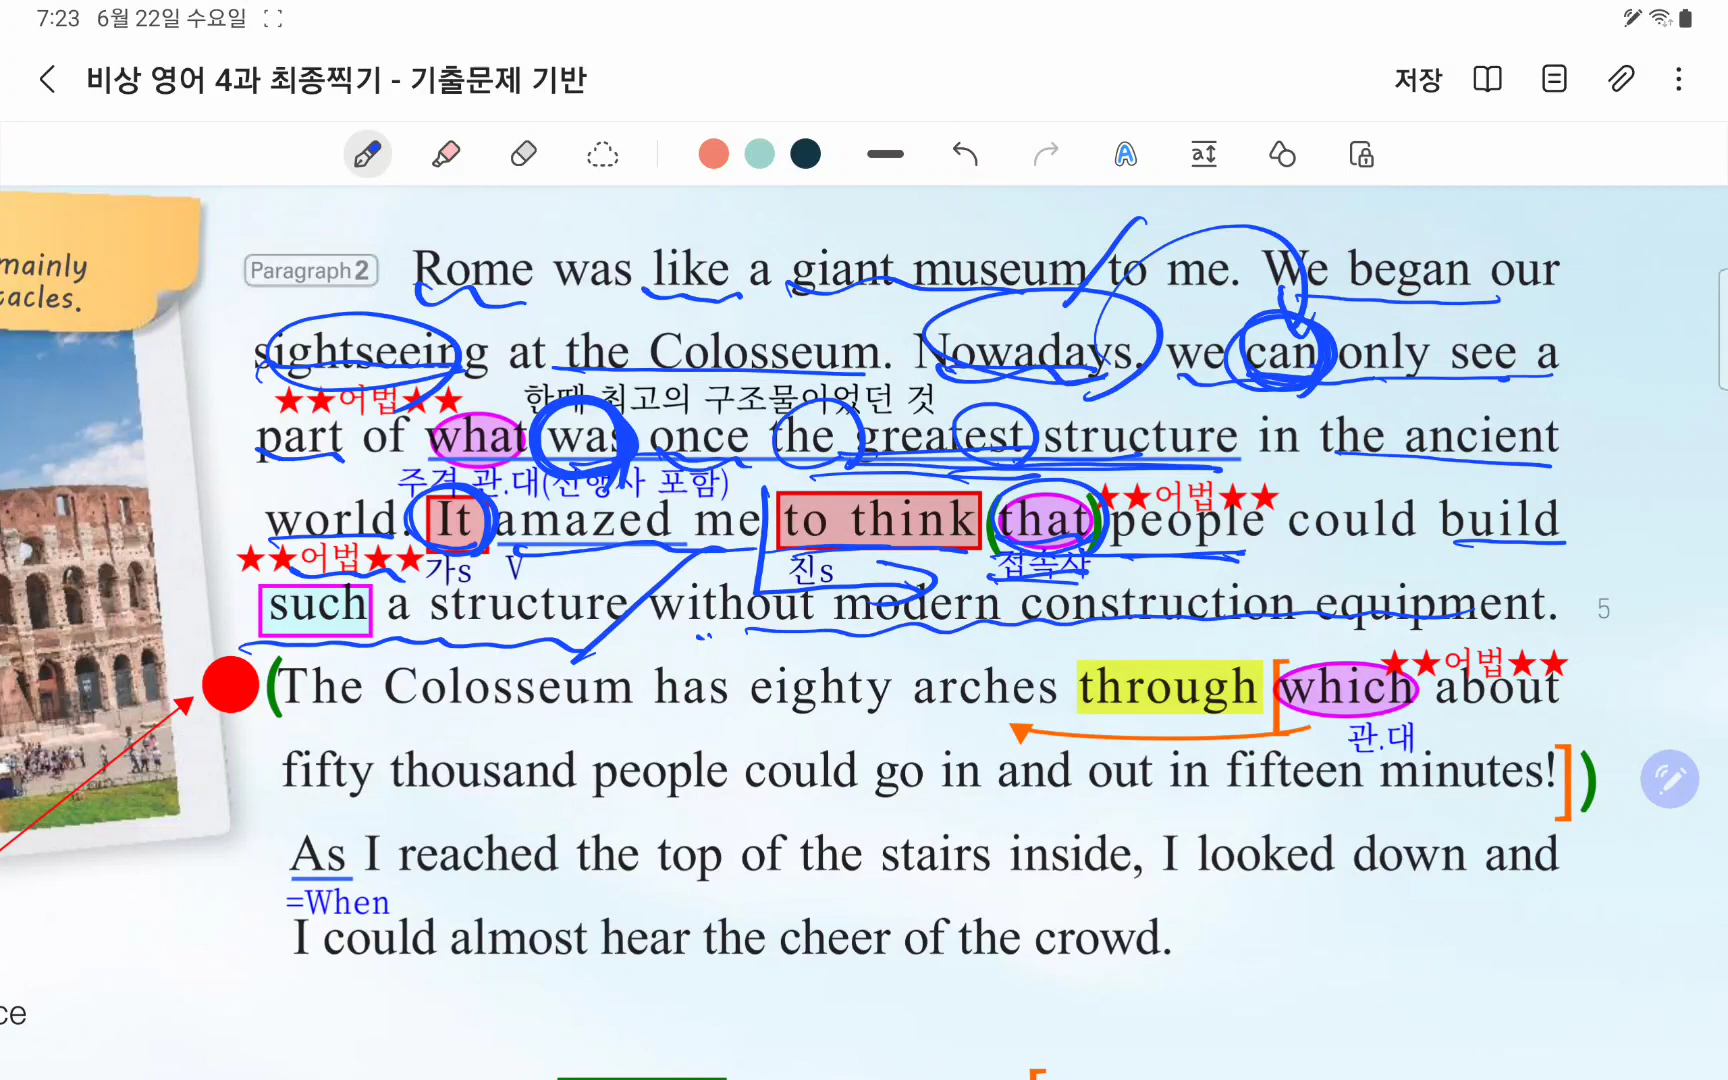 7:23 6월 22일 수요일
비상 영어 4과 최종찍기 - 기출문제 기반
저장
mainly
tacles.
Paragraph 2 Rome was like a giant museum to me. We began our
sightseeing at the Colosseum. Nowadays, we can only see a
★★어법★★ 한때 최고의 구조물이었던 것
part of what was once the greatest structure in the ancient
주격 관.대(선행사 포함)
★★어법★★
world. It amazed me to think that people could build
★★어법★★ 가s V 진s 접속사
such a structure without modern construction equipment. 5
★★어법★★
(The Colosseum has eighty arches through [which about
관.대
fifty thousand people could go in and out in fifteen minutes!])
As I reached the top of the stairs inside, I looked down and
=When
I could almost hear the cheer of the crowd.
ce